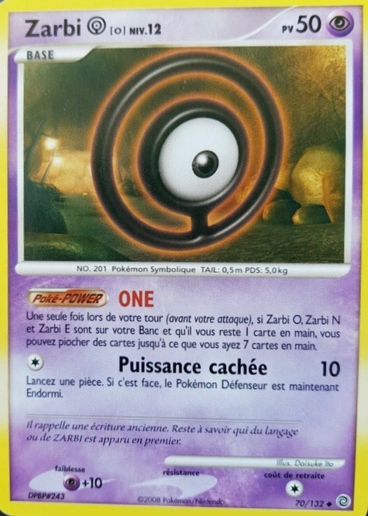 Zarbi [O] NIV.12 PV 50
BASE
NO. 201 Pokémon Symbolique TAIL: 0,5m PDS: 5,0kg
Poké-POWER ONE
Une seule fois lors de votre tour (avant votre attaque), si Zarbi O, Zarbi N
et Zarbi E sont sur votre Banc et qu'il vous reste 1 carte en main, vous
pouvez piocher des cartes jusqu'à ce que vous ayez 7 cartes en main.
Puissance cachée 10
Lancez une pièce. Si c'est face, le Pokémon Défenseur est maintenant
Endormi.
Il rappelle une écriture ancienne. Reste à savoir qui du langage
ou de ZARBI est apparu en premier.
Illus. Daisuke Ito
faiblesse résistance coût de retraite
+10
DPBP#243 ©2008 Pokémon/Nintendo 70/132